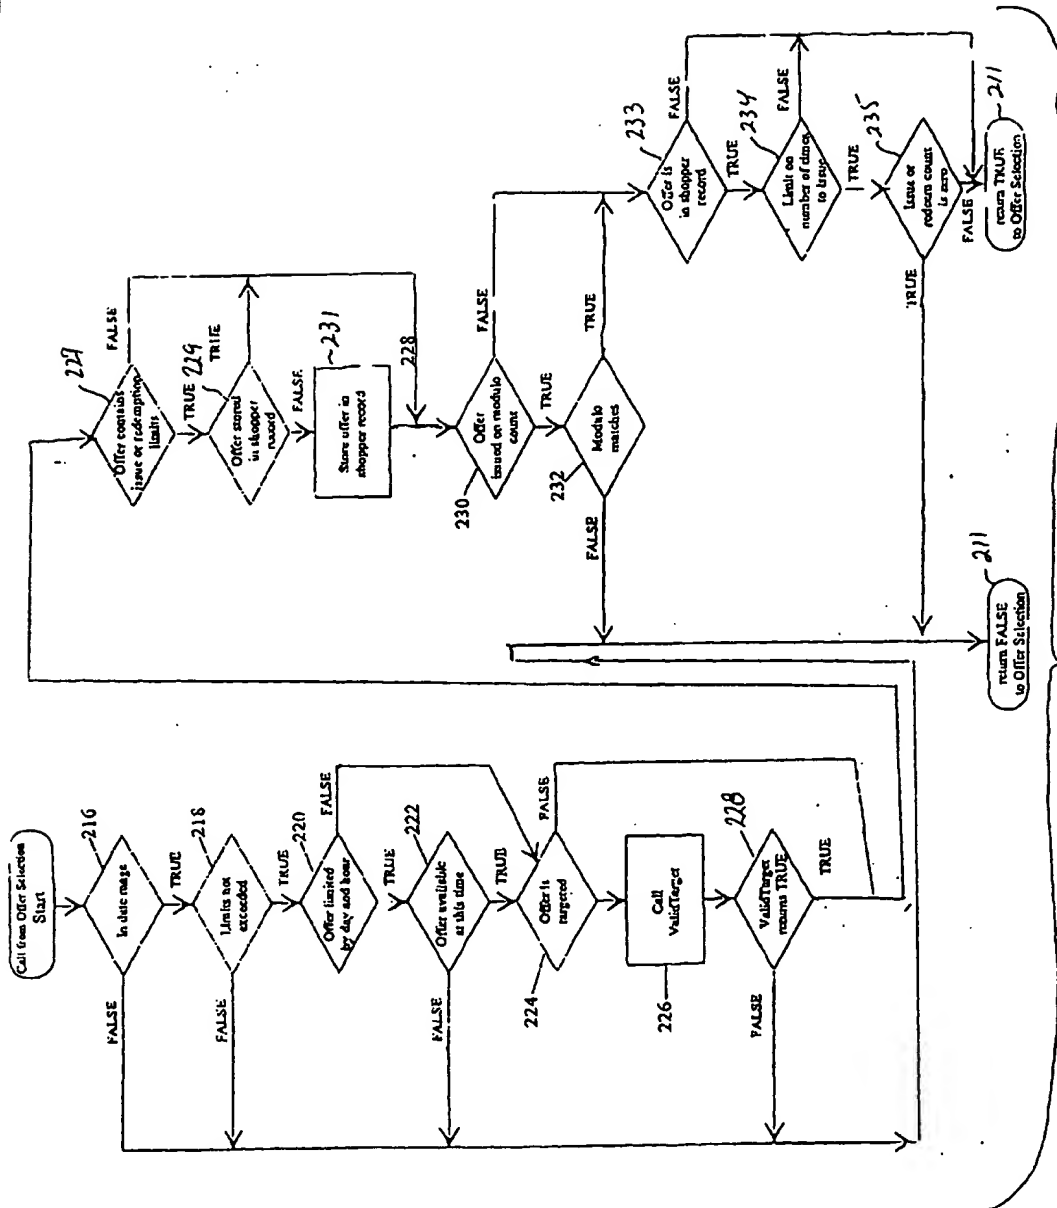 Call from Offer Selection
Start
216
In date range
TRUE
FALSE
218
Limits not
exceeded
TRUE
FALSE
220
Offer limited
by day and hour
FALSE
TRUE
222
Offer available
at this time
TRUE
FALSE
224
Offer is
targeted
FALSE
226
Call
ValidTarget
228
ValidTarget
returns TRUE
TRUE
FALSE
227
Offer contains
issue or redemption
limits
FALSE
TRUE
229
Offer stored
in shopper
record
TRUE
FALSE
231
Store offer in
shopper record
228
230
Offer
issued on modulo
count
FALSE
TRUE
232
Modulo
matches
TRUE
FALSE
233
Offer is
in shopper
record
FALSE
TRUE
234
Limit on
number of times
to issue
FALSE
TRUE
235
Issue or
redeem count
is zero
FALSE
TRUE
211
return TRUE
to Offer Selection
211
return FALSE
to Offer Selection